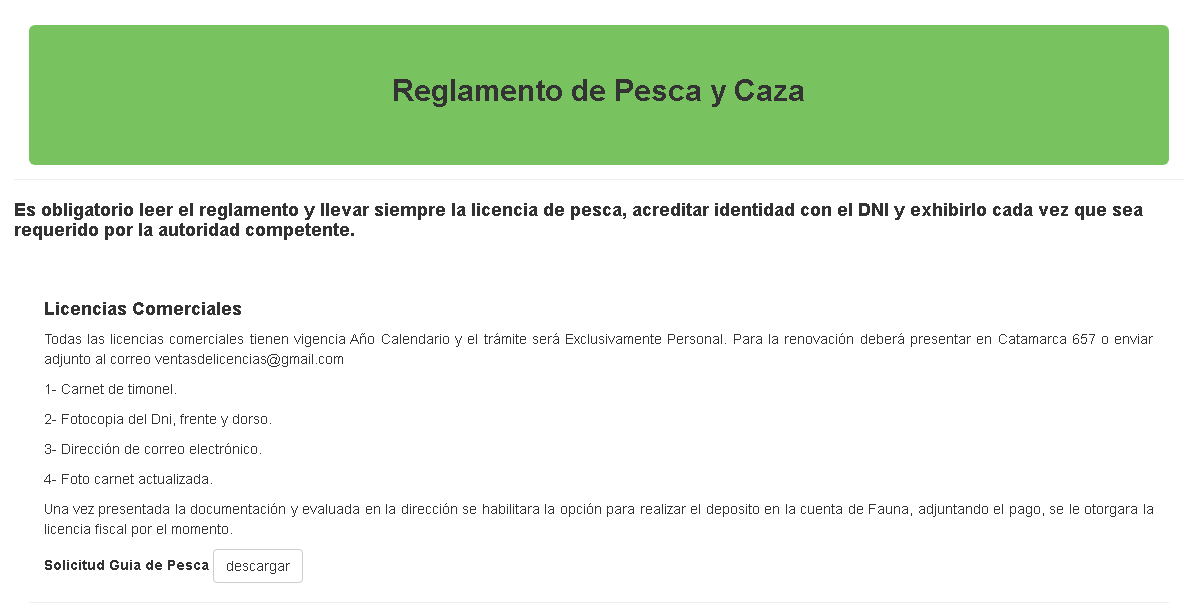 Reglamento de Pesca y Caza
Es obligatorio leer el reglamento y llevar siempre la licencia de pesca, acreditar identidad con el DNI y exhibirlo cada vez que sea
requerido por la autoridad competente.
Licencias Comerciales
Todas las licencias comerciales tienen vigencia Año Calendario y el trámite será Exclusivamente Personal. Para la renovación deberá presentar en Catamarca 657 o enviar
adjunto al correo ventasdelicencias@gmail.com
1- Carnet de timonel.
2- Fotocopia del Dni, frente y dorso.
3- Dirección de correo electrónico.
4- Foto carnet actualizada.
Una vez presentada la documentación y evaluada en la dirección se habilitara la opción para realizar el deposito en la cuenta de Fauna, adjuntando el pago, se le otorgara la
licencia fiscal por el momento.
Solicitud Guia de Pesca descargar